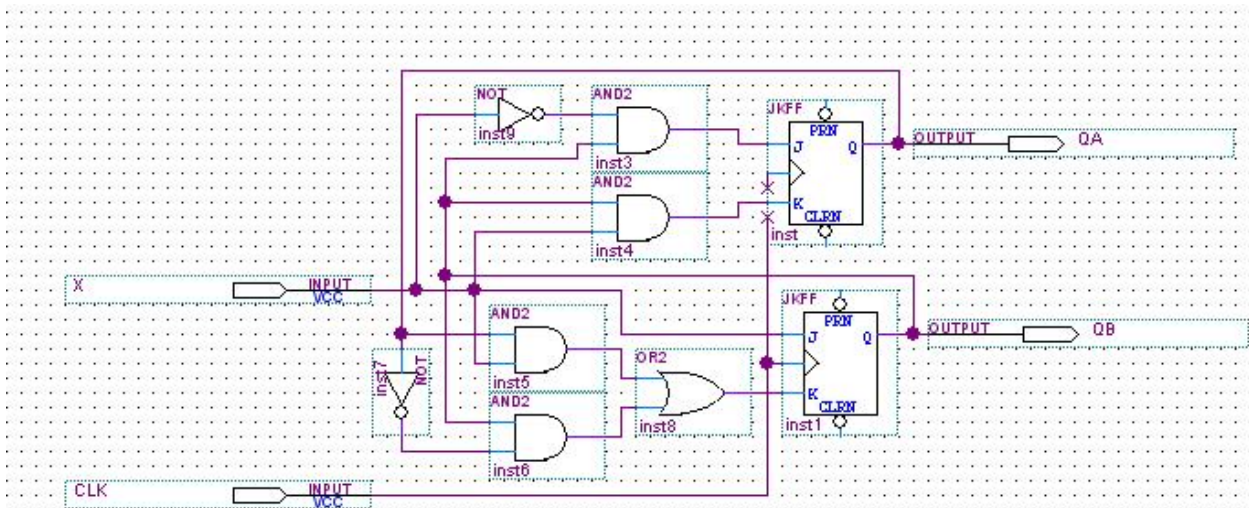 NOT
inst9
AND2
inst3
JKFF
PRN
J
Q
K
CLRN
inst
OUTPUT
QA
AND2
inst4
X
INPUT
VCC
AND2
inst5
JKFF
PRN
J
Q
K
CLRN
inst1
OUTPUT
QB
inst7
NOT
OR2
inst8
AND2
inst6
CLK
INPUT
VCC